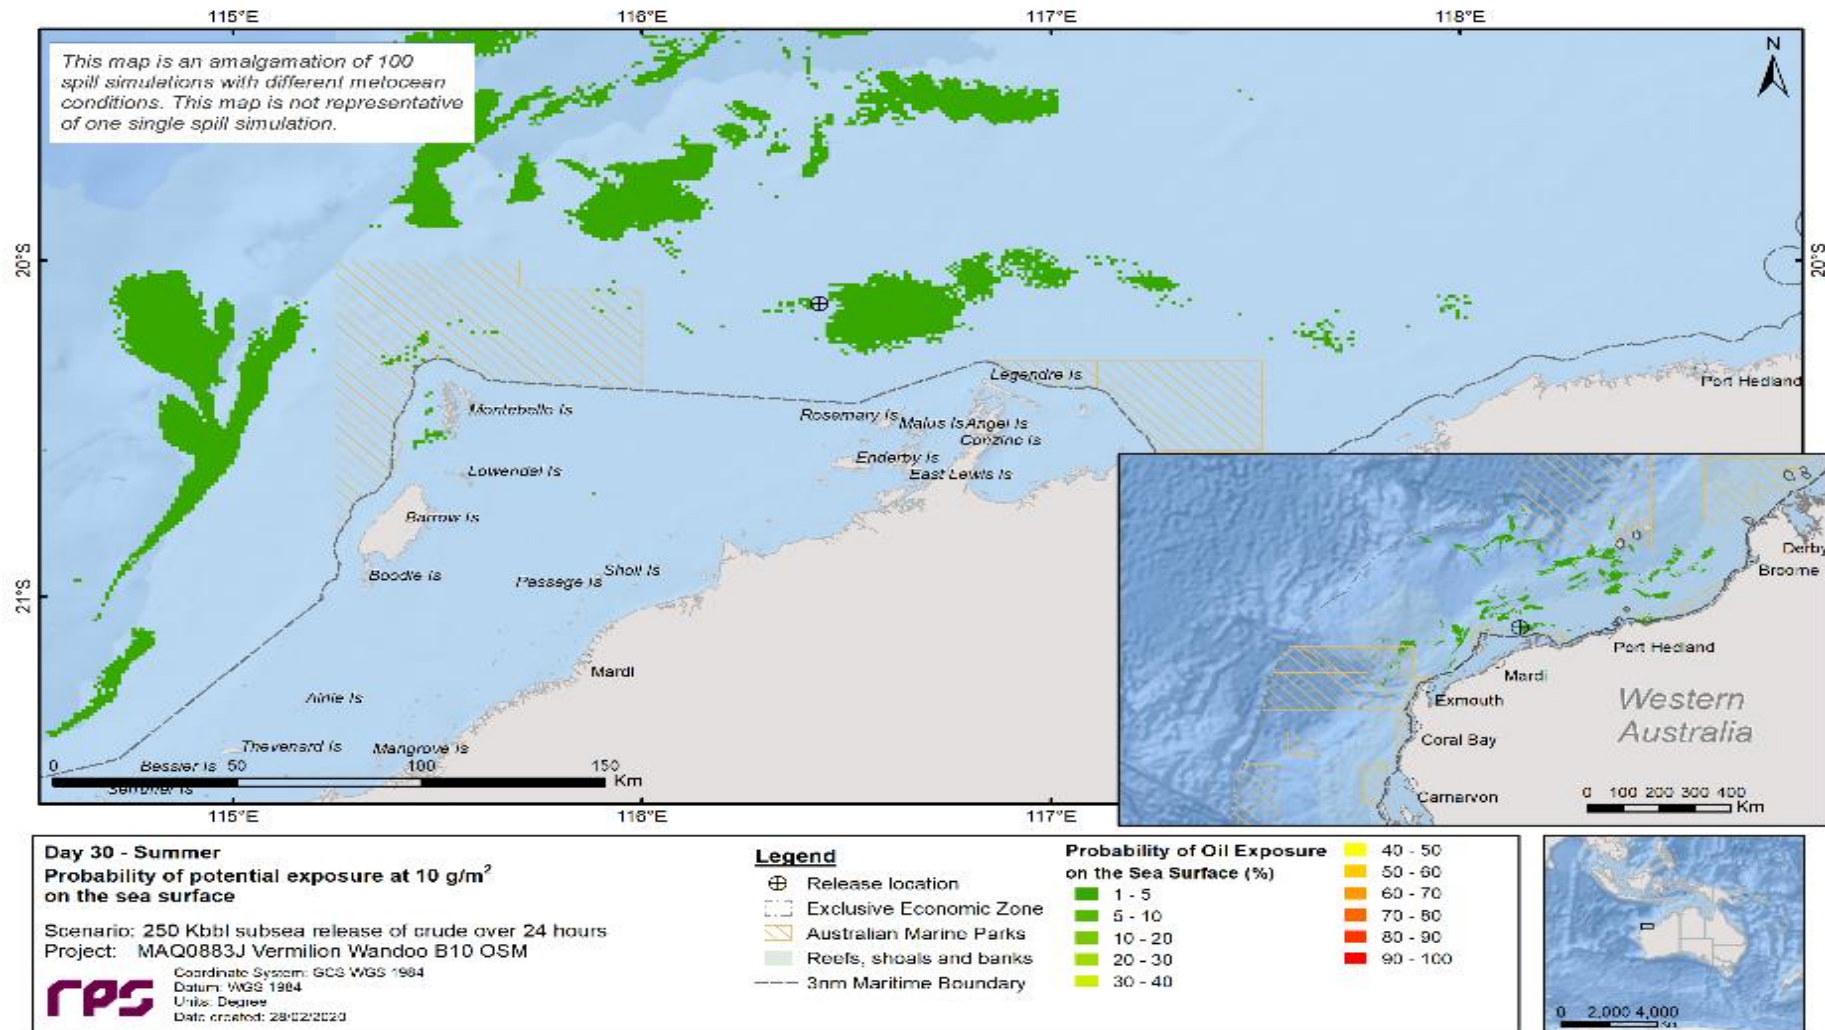 115°E
116°E
117°E
118°E
This map is an amalgamation of 100
spill simulations with different metocean
conditions. This map is not representative
of one single spill simulation.
N
20°S
20°S
Legendre Is
Port Hedland
Montebello Is
Rosemary Is
Malus Is
Angel Is
Conzinc Is
Enderby Is
Lowendal Is
East Lewis Is
Barrow Is
Derby
Broome
Boodie Is
Passage Is
Sholl Is
21°S
Port Hedland
Mardi
Mardi
Exmouth
Western
Australia
Airlie Is
Coral Bay
Thevenard Is
Mangrove Is
Bessier Is
0 50 100 150
Km
Serrurier Is
Carnarvon
0 100 200 300 400
Km
115°E
116°E
117°E
Day 30 - Summer
Probability of potential exposure at 10 g/m²
on the sea surface
Scenario: 250 Kbbl subsea release of crude over 24 hours
Project: MAQ0883J Vermilion Wandoo B10 OSM
rps
Coordinate System: GCS WGS 1984
Datum: WGS 1984
Units: Degree
Date created: 28/02/2020
Legend
Release location
Exclusive Economic Zone
Australian Marine Parks
Reefs, shoals and banks
3nm Maritime Boundary
Probability of Oil Exposure
on the Sea Surface (%)
1 - 5
5 - 10
10 - 20
20 - 30
30 - 40
40 - 50
50 - 60
60 - 70
70 - 80
80 - 90
90 - 100
0 2,000 4,000
Km